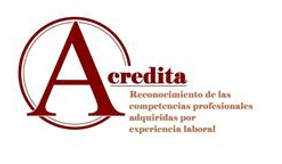 Acredita
Reconocimiento de las
competencias profesionales
adquiridas por
experiencia laboral